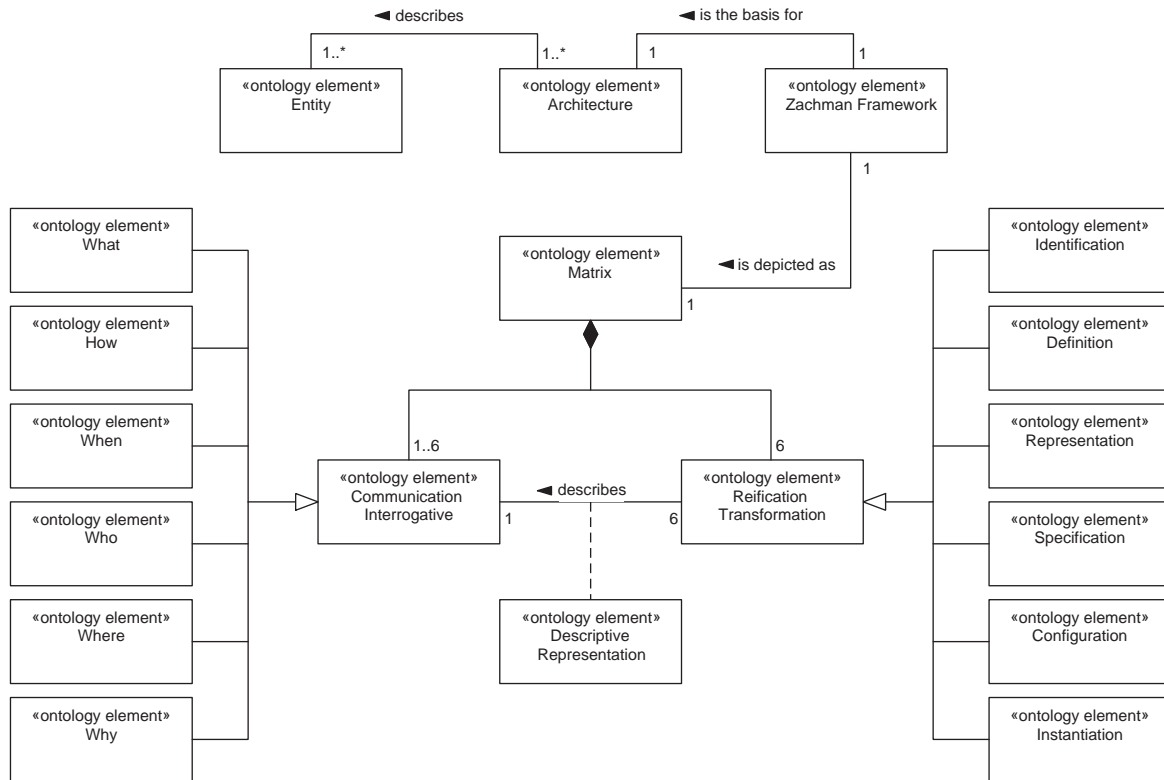 ◄ describes
◄ is the basis for
1..*
1..*
1
1
«ontology element»
Entity
«ontology element»
Architecture
«ontology element»
Zachman Framework
1
«ontology element»
What
«ontology element»
Matrix
◄ is depicted as
1
«ontology element»
Identification
«ontology element»
How
«ontology element»
Definition
«ontology element»
When
«ontology element»
Representation
1..6
6
«ontology element»
Communication
Interrogative
◄ describes
1
6
«ontology element»
Reification
Transformation
«ontology element»
Who
«ontology element»
Specification
«ontology element»
Where
«ontology element»
Descriptive
Representation
«ontology element»
Configuration
«ontology element»
Why
«ontology element»
Instantiation